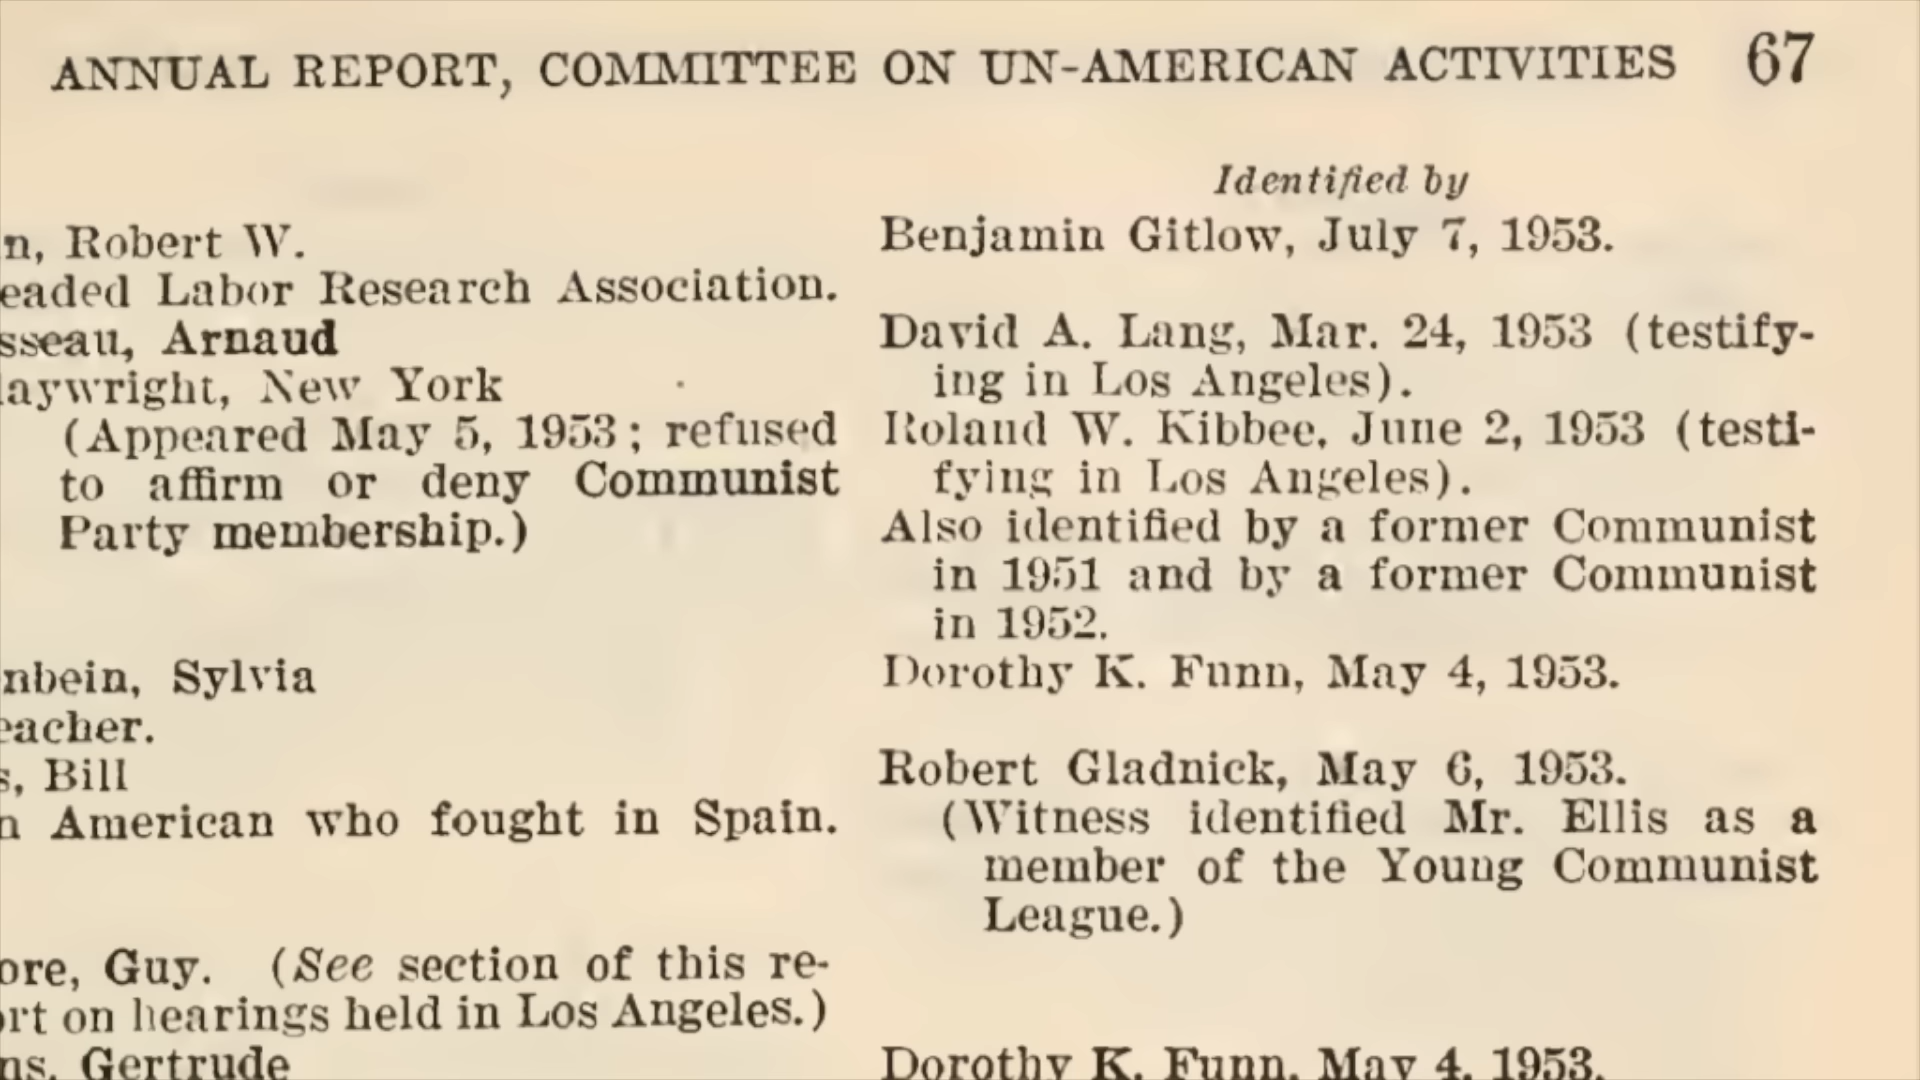 ANNUAL REPORT, COMMITTEE ON UN-AMERICAN ACTIVITIES 67
Identified by
n, Robert W.
eaded Labor Research Association.
sseau, Arnaud
laywright, New York
(Appeared May 5, 1953; refused
to affirm or deny Communist
Party membership.)
nbein, Sylvia
eacher.
s, Bill
n American who fought in Spain.
ore, Guy. (See section of this re-
ort on hearings held in Los Angeles.)
ns, Gertrude
Benjamin Gitlow, July 7, 1953.
David A. Lang, Mar. 24, 1953 (testify-
ing in Los Angeles).
Roland W. Kibbee, June 2, 1953 (testi-
fying in Los Angeles).
Also identified by a former Communist
in 1951 and by a former Communist
in 1952.
Dorothy K. Funn, May 4, 1953.
Robert Gladnick, May 6, 1953.
(Witness identified Mr. Ellis as a
member of the Young Communist
League.)
Dorothy K. Funn, May 4, 1953.